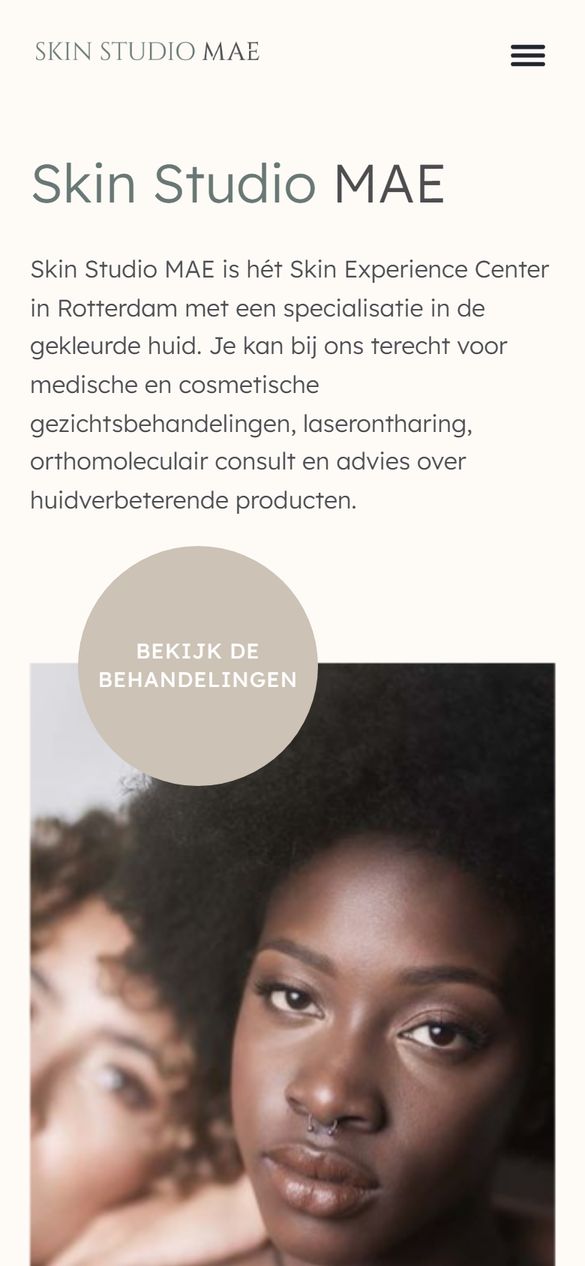 SKIN STUDIO MAE
Skin Studio MAE
Skin Studio MAE is hét Skin Experience Center
in Rotterdam met een specialisatie in de
gekleurde huid. Je kan bij ons terecht voor
medische en cosmetische
gezichtsbehandelingen, laserontharing,
orthomoleculair consult en advies over
huidverbeterende producten.
BEKIJK DE
BEHANDELINGEN